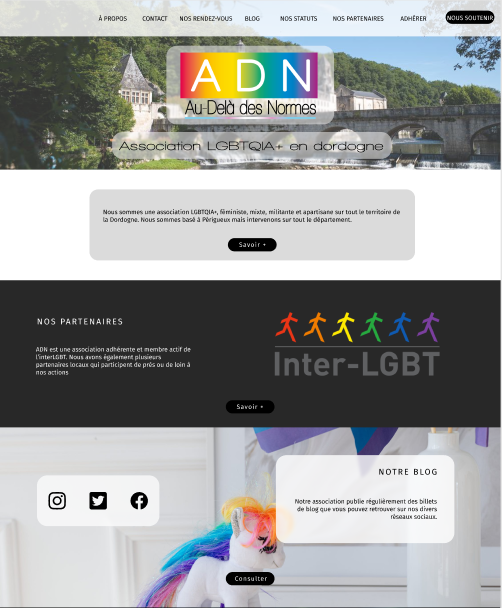 À PROPOS CONTACT NOS RENDEZ-VOUS BLOG NOS STATUTS NOS PARTENAIRES ADHÉRER NOUS SOUTENIR
ADN
Au-Delà des Normes
Association LGBTQIA+ en dordogne
Nous sommes une association LGBTQIA+, féministe, mixte, militante et apartisane sur tout le territoire de
la Dordogne. Nous sommes basé à Périgueux mais intervenons sur tout le département.
Savoir +
NOS PARTENAIRES
ADN est une association adhérente et membre actif de
l'interLGBT. Nous avons également plusieurs
partenaires locaux qui participent de près ou de loin à
nos actions
Inter-LGBT
Savoir +
NOTRE BLOG
Notre association publie régulièrement des billets
de blog que vous pouvez retrouver sur nos divers
réseaux sociaux.
Consulter